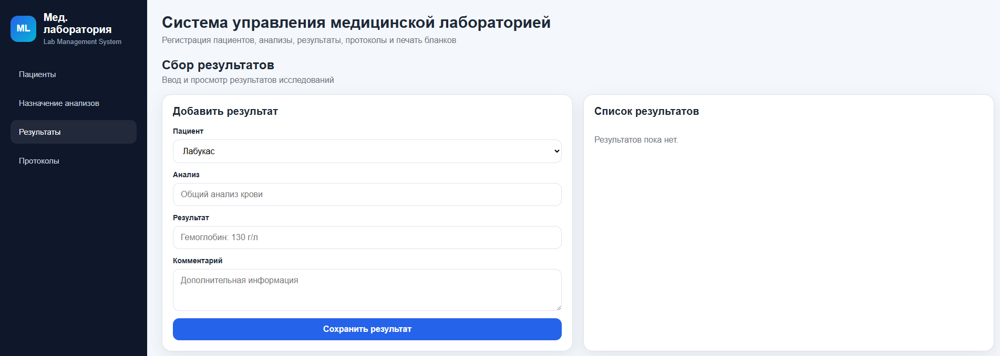 ML
Мед.
лаборатория
Lab Management System
Пациенты
Назначение анализов
Результаты
Протоколы
Система управления медицинской лабораторией
Регистрация пациентов, анализы, результаты, протоколы и печать бланков
Сбор результатов
Ввод и просмотр результатов исследований
Добавить результат
Пациент
Лабукас
Анализ
Общий анализ крови
Результат
Гемоглобин: 130 г/л
Комментарий
Дополнительная информация
Сохранить результат
Список результатов
Результатов пока нет.